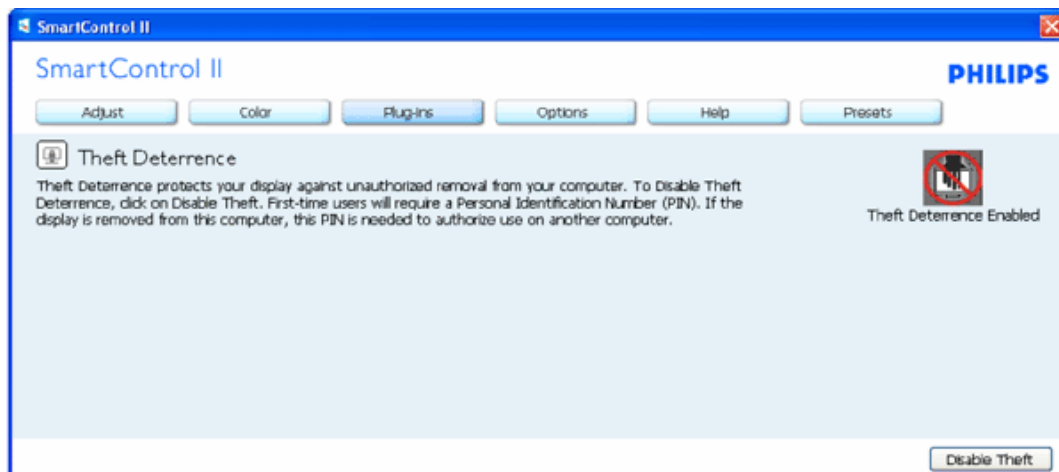 SmartControl II
SmartControl II
PHILIPS
Adjust Color Plug-Ins Options Help Presets
Theft Deterrence
Theft Deterrence protects your display against unauthorized removal from your computer. To Disable Theft
Deterrence, click on Disable Theft. First-time users will require a Personal Identification Number (PIN). If the
display is removed from this computer, this PIN is needed to authorize use on another computer.
Theft Deterrence Enabled
Disable Theft